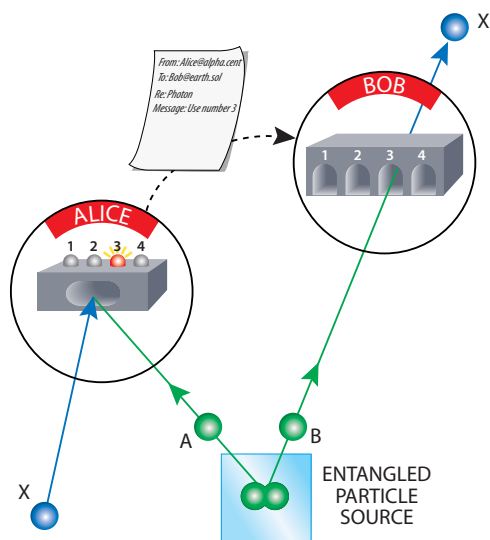 X
From: Alice@alpha.cent
To: Bob@earth.sol
Re: Photon
Message: Use number 3
BOB
1 2 3 4
ALICE
1 2 3 4
A
B
X
ENTANGLED
PARTICLE
SOURCE